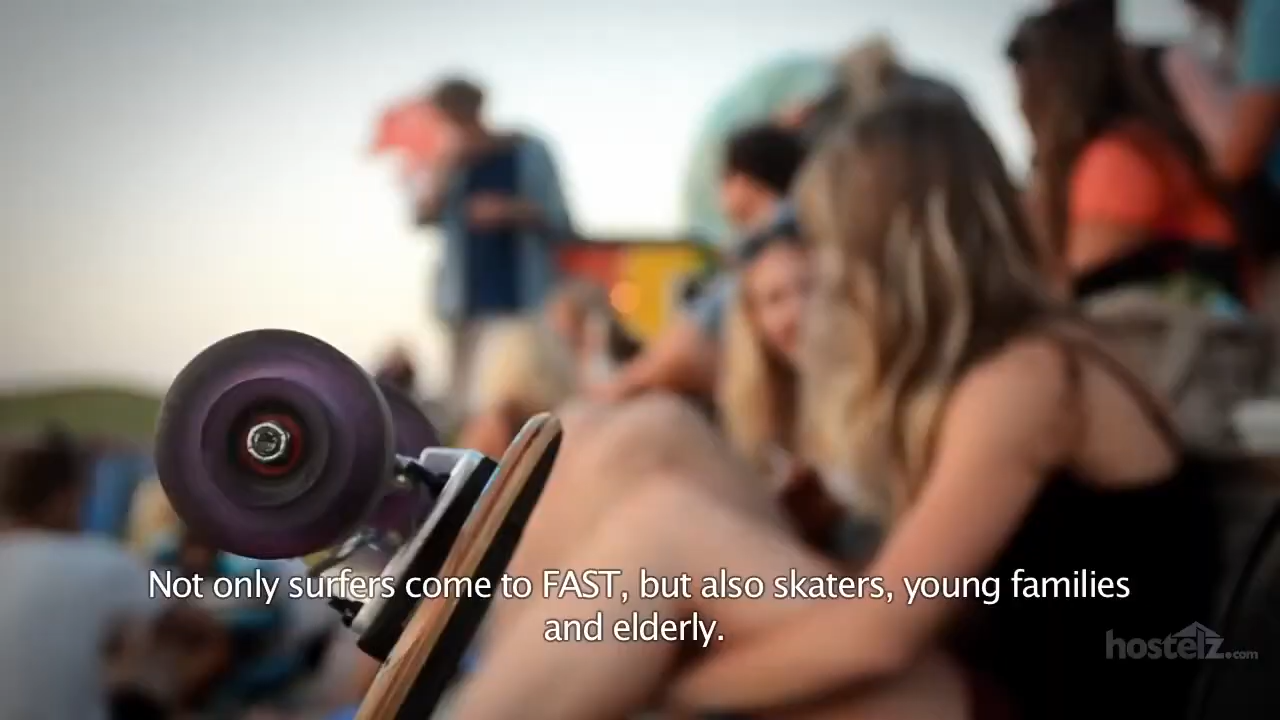 Not only surfers come to FAST, but also skaters, young families
and elderly.
hostelz.com